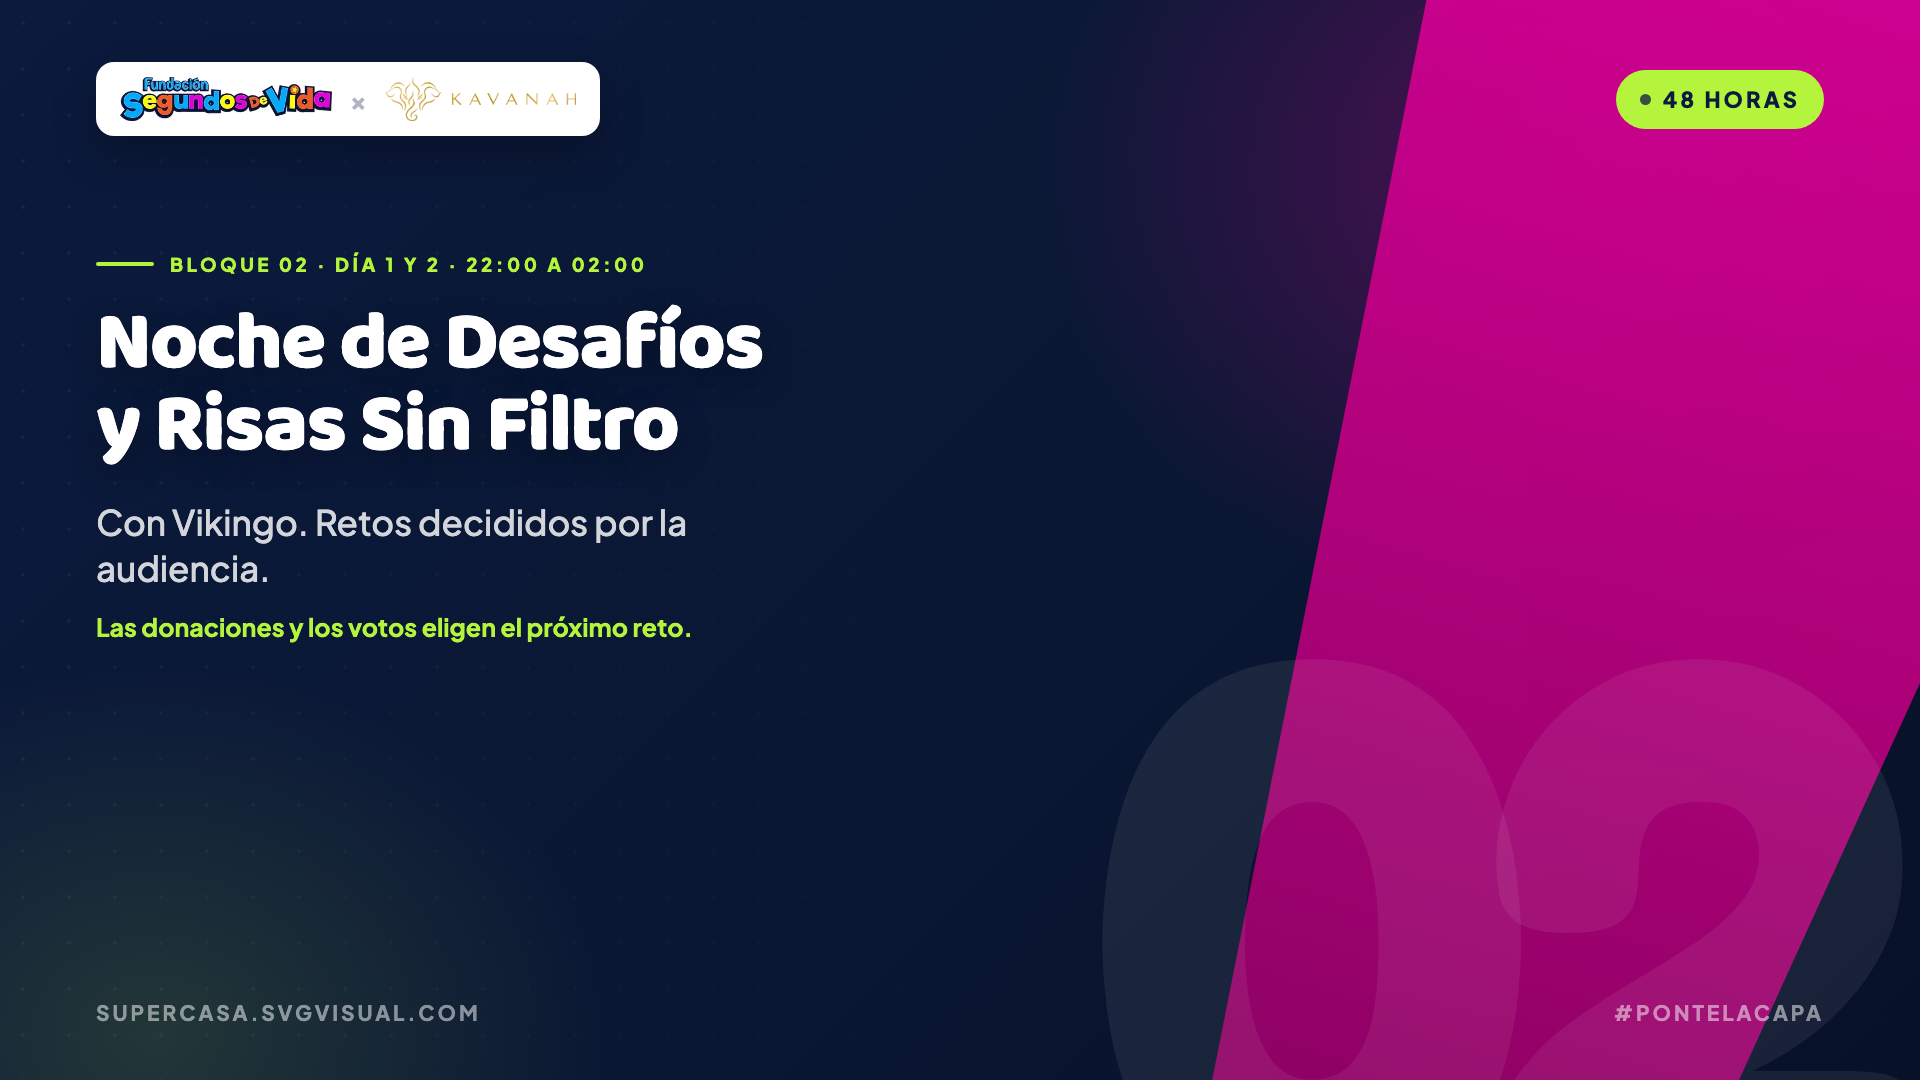 Fundación
Segundos de Vida
×
KAVANAH
48 HORAS
BLOQUE 02 · DÍA 1 Y 2 · 22:00 A 02:00
Noche de Desafíos
y Risas Sin Filtro
Con Vikingo. Retos decididos por la
audiencia.
Las donaciones y los votos eligen el próximo reto.
02
SUPERCASA.SVGVISUAL.COM
#PONTELACAPA